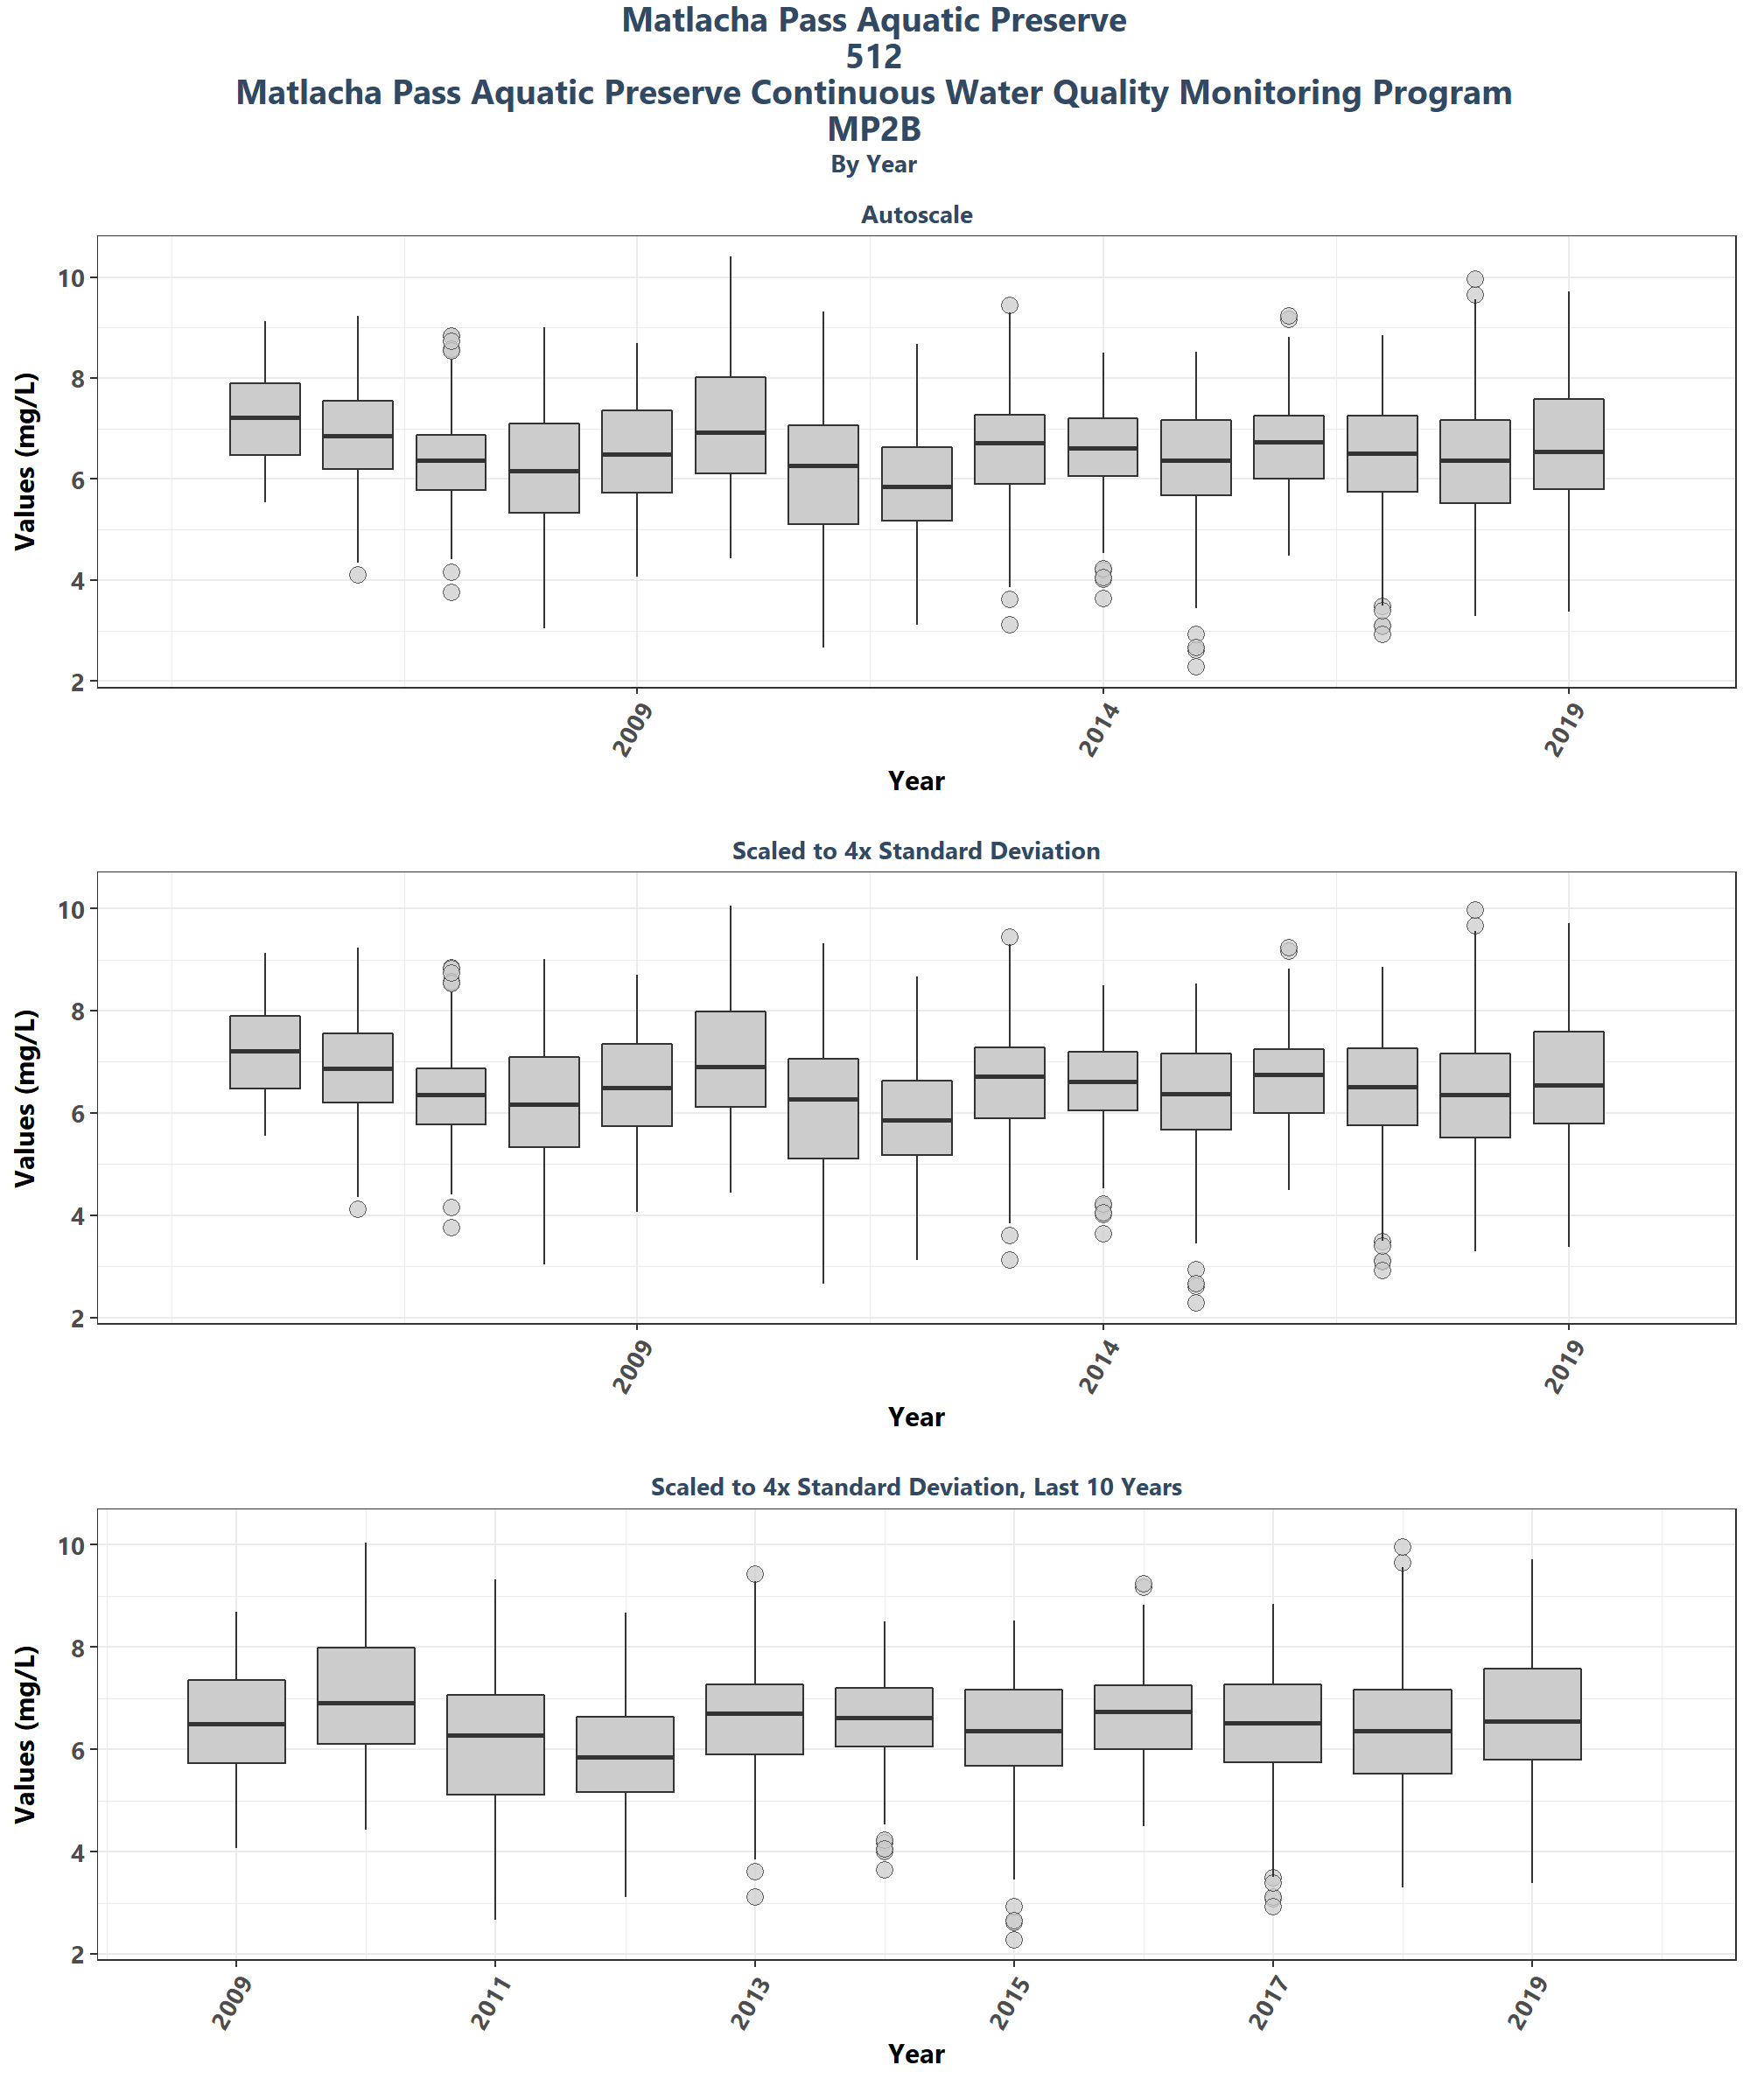 Matlacha Pass Aquatic Preserve
512
Matlacha Pass Aquatic Preserve Continuous Water Quality Monitoring Program
MP2B
By Year
Autoscale
Values (mg/L)
10
8
6
4
2
2009
2014
2019
Year
Scaled to 4x Standard Deviation
Values (mg/L)
10
8
6
4
2
2009
2014
2019
Year
Scaled to 4x Standard Deviation, Last 10 Years
Values (mg/L)
10
8
6
4
2
2009
2011
2013
2015
2017
2019
Year